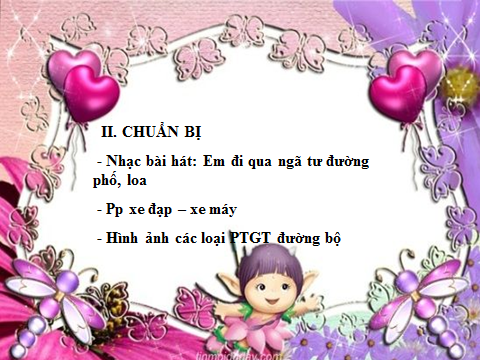 II. CHUẨN BỊ
- Nhạc bài hát: Em đi qua ngã tư đường
phố, loa
- Pp xe đạp – xe máy
- Hình ảnh các loại PTGT đường bộ